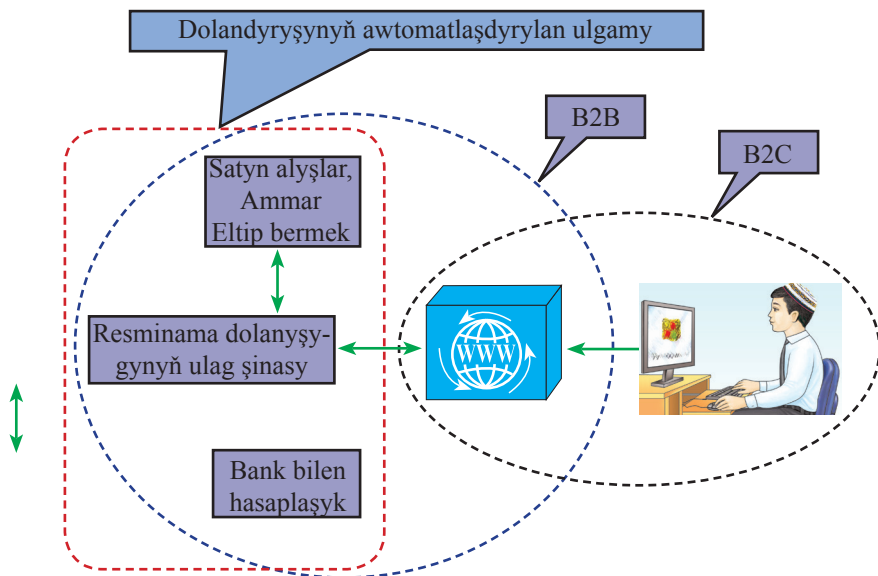 Dolandyryşynyň awtomatlaşdyrylan ulgamy
B2B
B2C
Satyn alyşlar,
Ammar
Eltip bermek
Resminama dolanyşy-
gynyň ulag şinasy
WWW
Bank bilen
hasaplaşyk